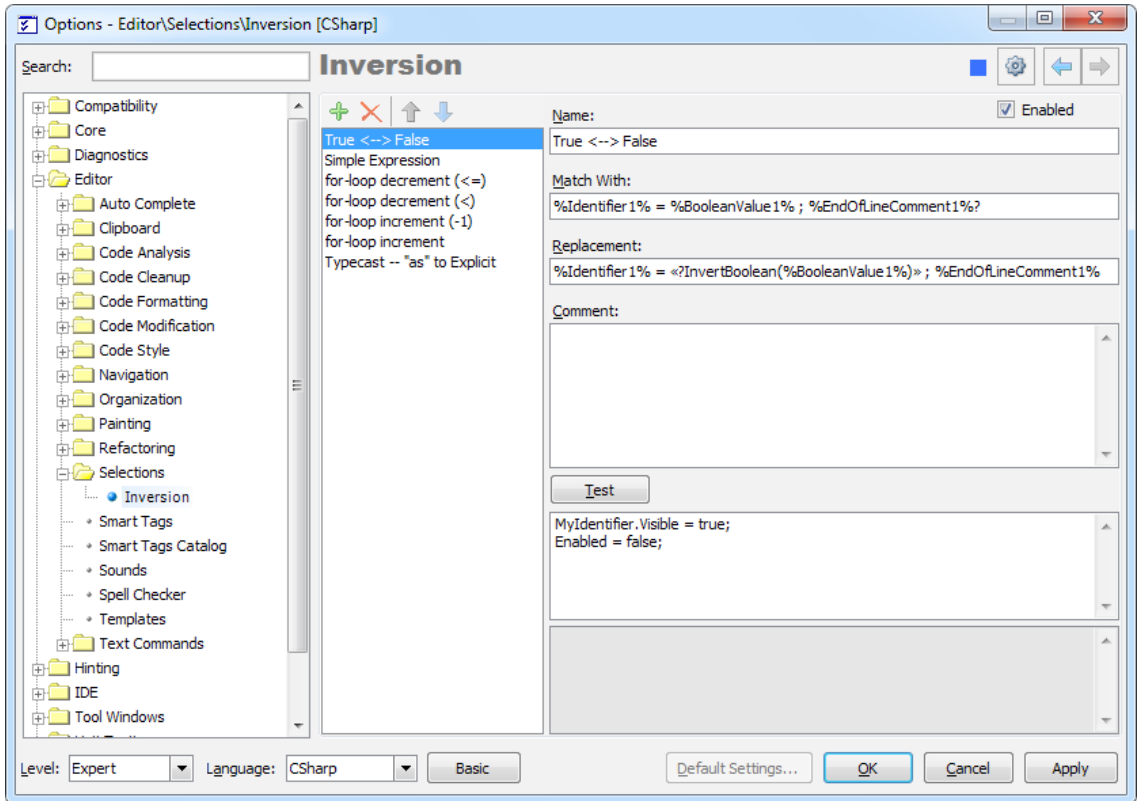 Options - Editor\Selections\Inversion [CSharp]
Search:
Inversion
Compatibility
Core
Diagnostics
Editor
Auto Complete
Clipboard
Code Analysis
Code Cleanup
Code Formatting
Code Modification
Code Style
Navigation
Organization
Painting
Refactoring
Selections
Inversion
Smart Tags
Smart Tags Catalog
Sounds
Spell Checker
Templates
Text Commands
Hinting
IDE
Tool Windows
True <--> False
Simple Expression
for-loop decrement (<=)
for-loop decrement (<)
for-loop increment (-1)
for-loop increment
Typecast -- "as" to Explicit
Enabled
Name:
True <--> False
Match With:
%Identifier1% = %BooleanValue1% ; %EndOfLineComment1%?
Replacement:
%Identifier1% = «?InvertBoolean(%BooleanValue1%)» ; %EndOfLineComment1%
Comment:
Test
MyIdentifier.Visible = true;
Enabled = false;
Level: Expert Language: CSharp Basic Default Settings... OK Cancel Apply